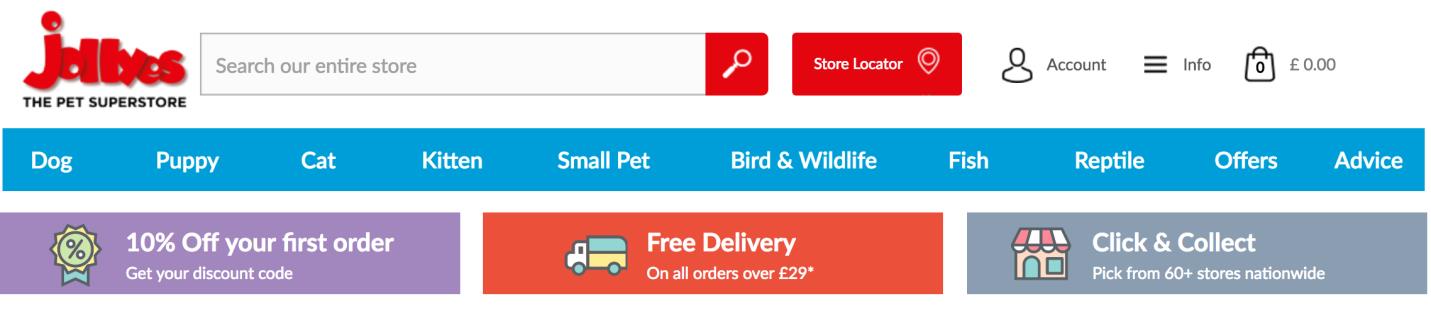 jollyes
THE PET SUPERSTORE
Search our entire store
Store Locator
Account
Info
0
£ 0.00
Dog
Puppy
Cat
Kitten
Small Pet
Bird & Wildlife
Fish
Reptile
Offers
Advice
%
10% Off your first order
Get your discount code
Free Delivery
On all orders over £29*
Click & Collect
Pick from 60+ stores nationwide